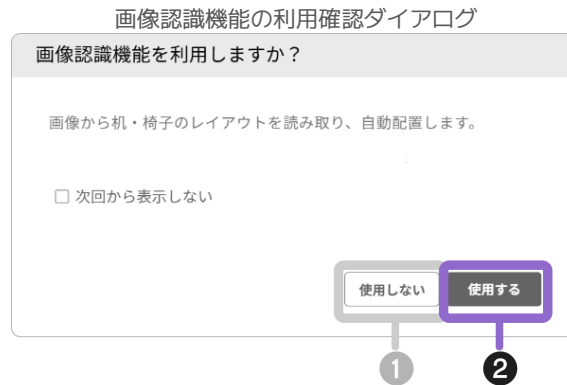 画像認識機能の利用確認ダイアログ
画像認識機能を利用しますか？
画像から机・椅子のレイアウトを読み取り、自動配置します。
次回から表示しない
使用しない 使用する
1 2